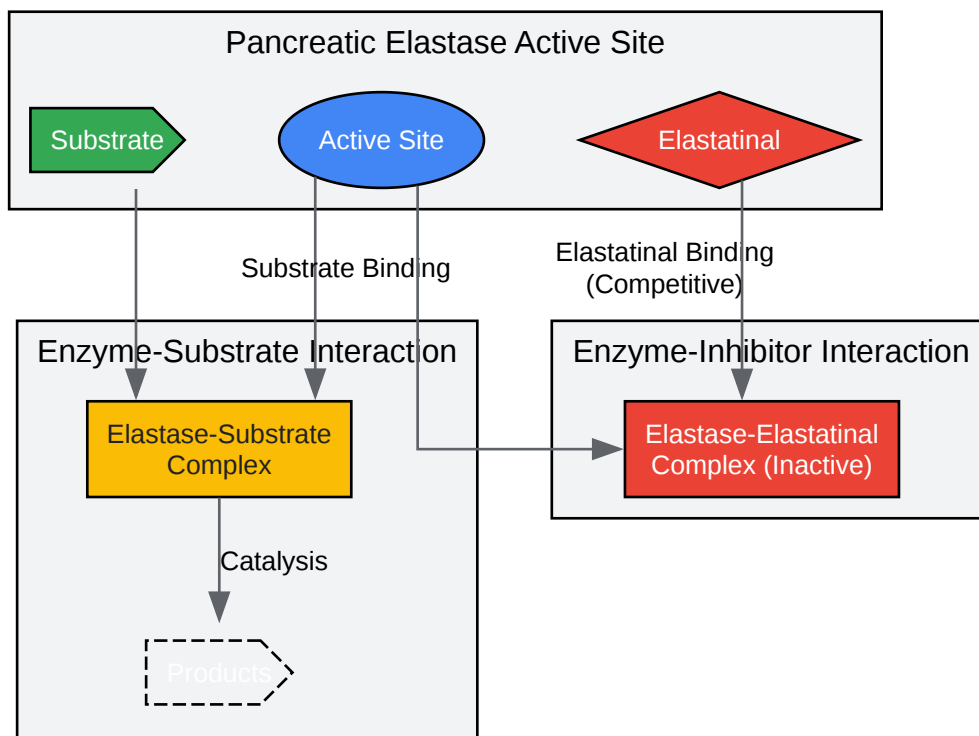 Pancreatic Elastase Active Site
Substrate
Active Site
Elastatinal
Substrate Binding
Elastatinal Binding
(Competitive)
Enzyme-Substrate Interaction
Enzyme-Inhibitor Interaction
Elastase-Substrate
Complex
Elastase-Elastatinal
Complex (Inactive)
Catalysis
Products